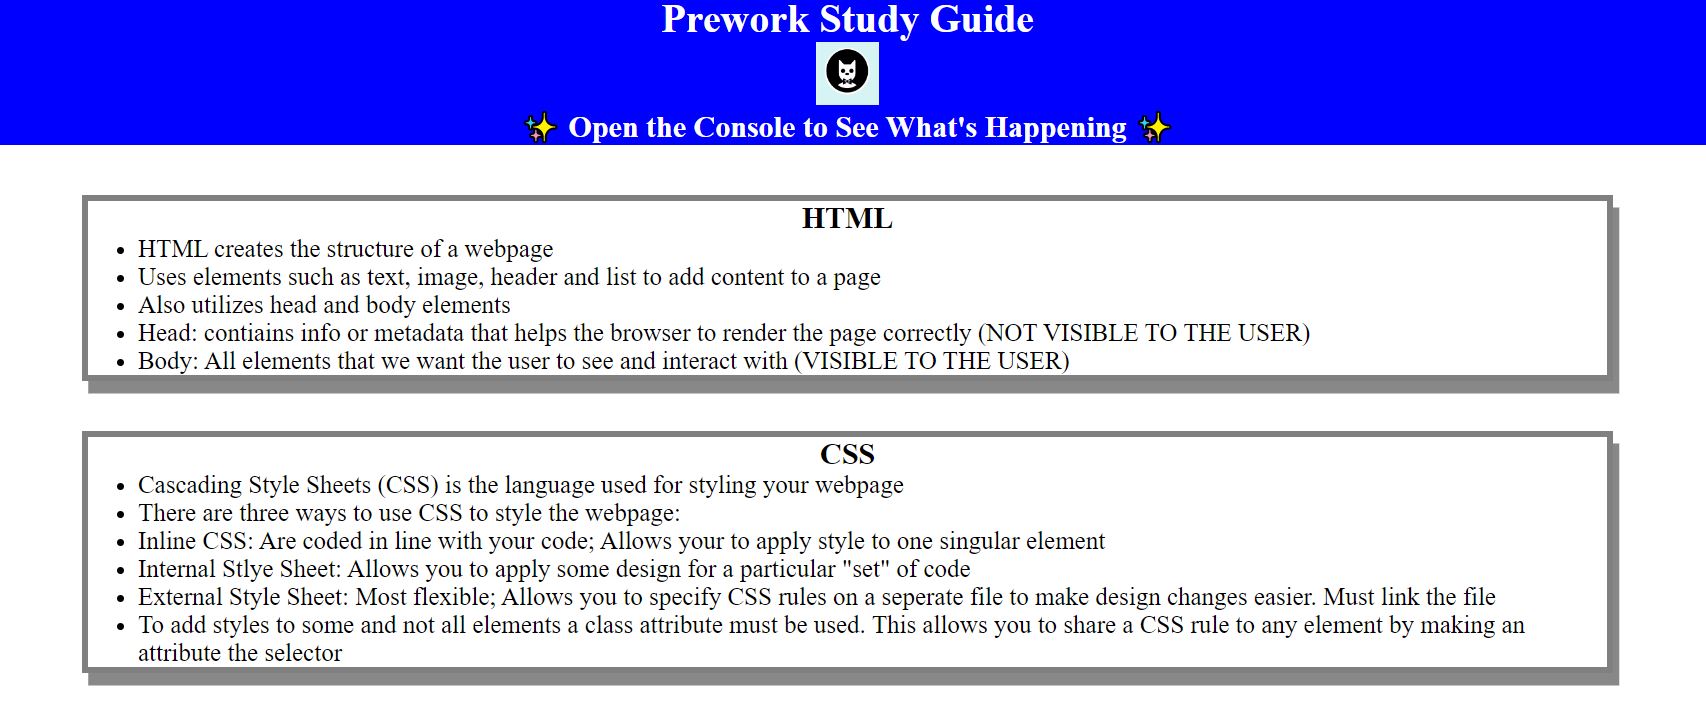 Prework Study Guide
✨ Open the Console to See What's Happening ✨
HTML
• HTML creates the structure of a webpage
• Uses elements such as text, image, header and list to add content to a page
• Also utilizes head and body elements
• Head: contiains info or metadata that helps the browser to render the page correctly (NOT VISIBLE TO THE USER)
• Body: All elements that we want the user to see and interact with (VISIBLE TO THE USER)
CSS
• Cascading Style Sheets (CSS) is the language used for styling your webpage
• There are three ways to use CSS to style the webpage:
• Inline CSS: Are coded in line with your code; Allows your to apply style to one singular element
• Internal Stlye Sheet: Allows you to apply some design for a particular "set" of code
• External Style Sheet: Most flexible; Allows you to specify CSS rules on a seperate file to make design changes easier. Must link the file
• To add styles to some and not all elements a class attribute must be used. This allows you to share a CSS rule to any element by making an
attribute the selector